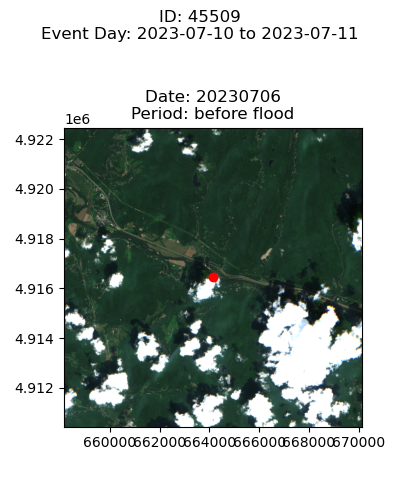 ID: 45509
Event Day: 2023-07-10 to 2023-07-11
Date: 20230706
Period: before flood
1e6
4.922
4.920
4.918
4.916
4.914
4.912
660000 662000 664000 666000 668000 670000